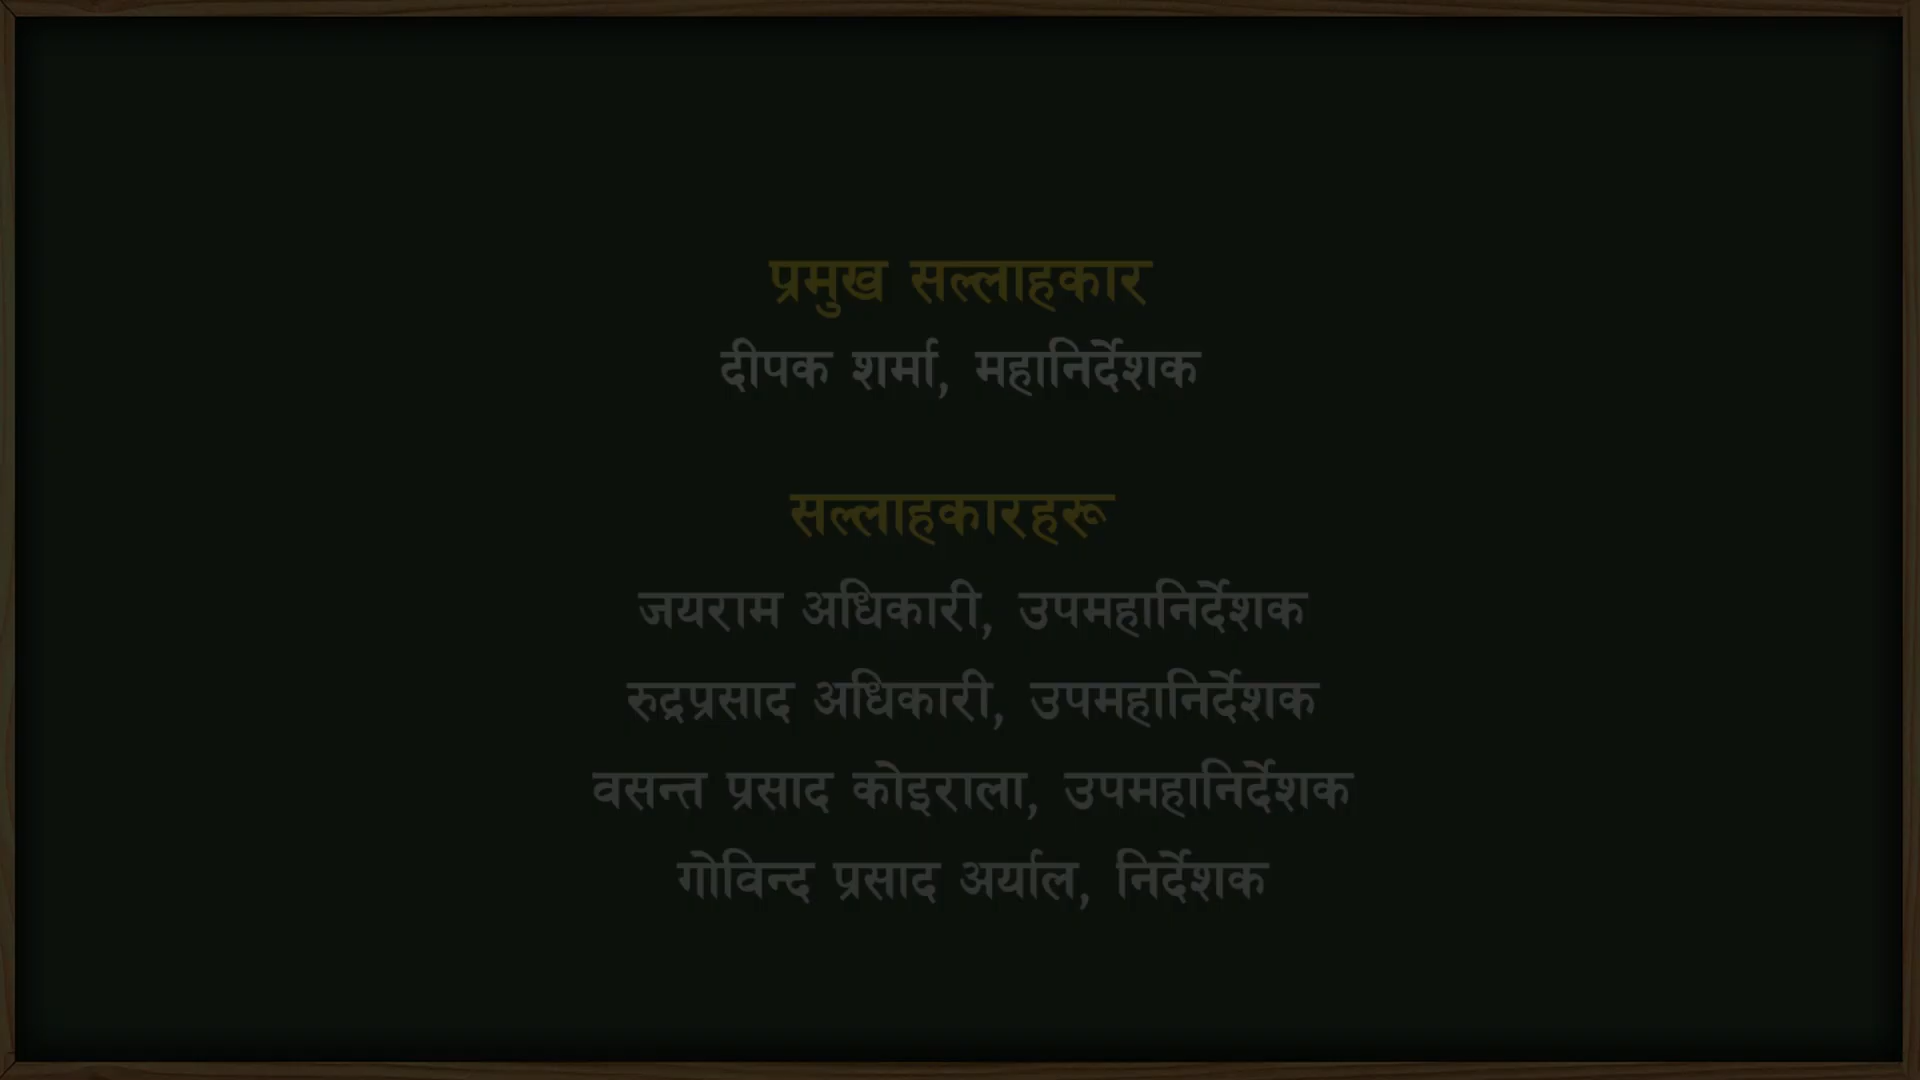 प्रमुख सल्लाहकार
दीपक शर्मा, महानिर्देशक
सल्लाहकारहरू
जयराम अधिकारी, उपमहानिर्देशक
रुद्रप्रसाद अधिकारी, उपमहानिर्देशक
वसन्त प्रसाद कोइराला, उपमहानिर्देशक
गोविन्द प्रसाद अर्याल, निर्देशक